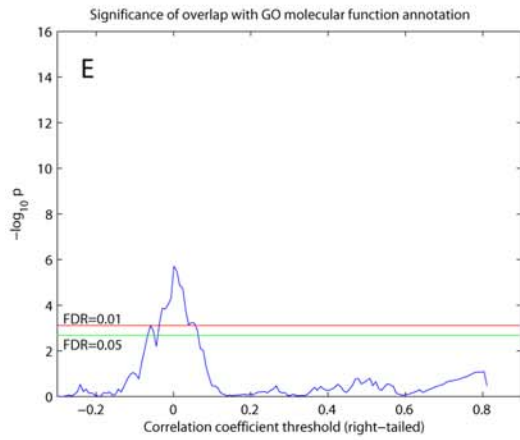 Significance of overlap with GO molecular function annotation
E
16
14
12
10
8
6
4
2
0
−log10 p
FDR=0.01
FDR=0.05
−0.2 0 0.2 0.4 0.6 0.8
Correlation coefficient threshold (right−tailed)